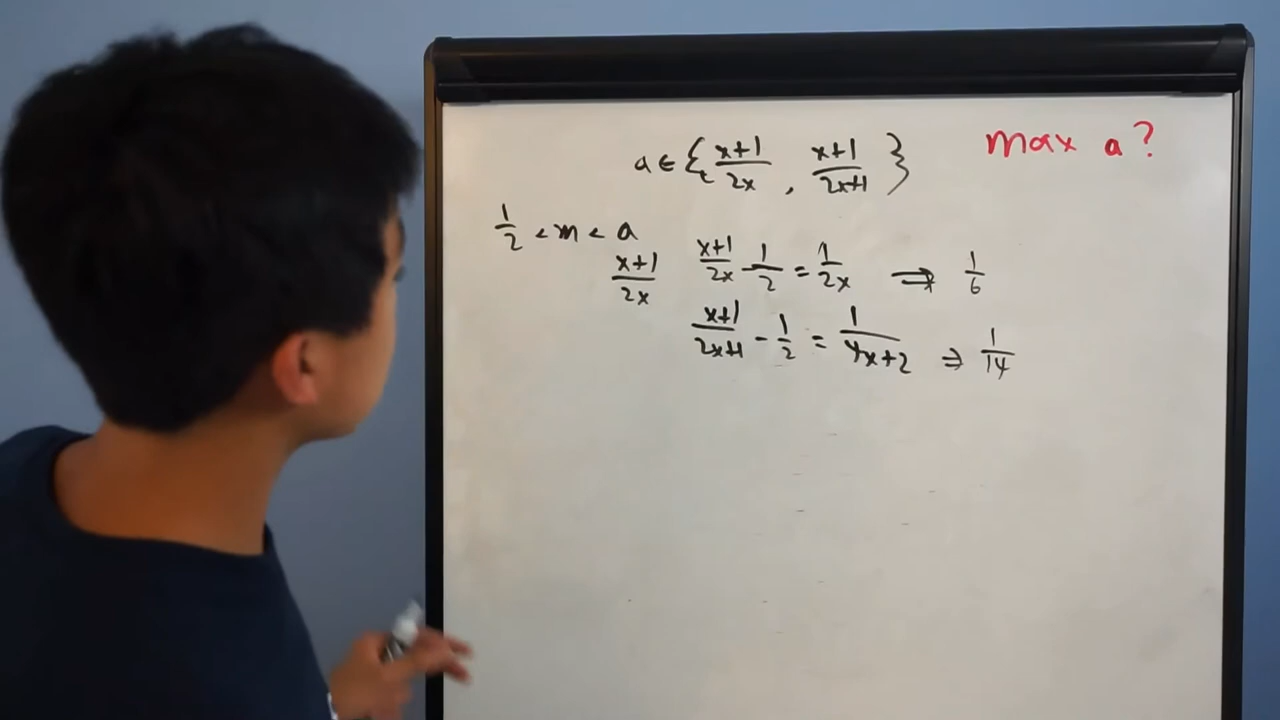 a ∈ { x+1/2x , x+1/2x+1 } max a?
1/2 < m < a
x+1/2x x+1/2x - 1/2 = 1/2x ⇒ 1/6
x+1/2x+1 - 1/2 = 1/4x+2 ⇒ 1/14